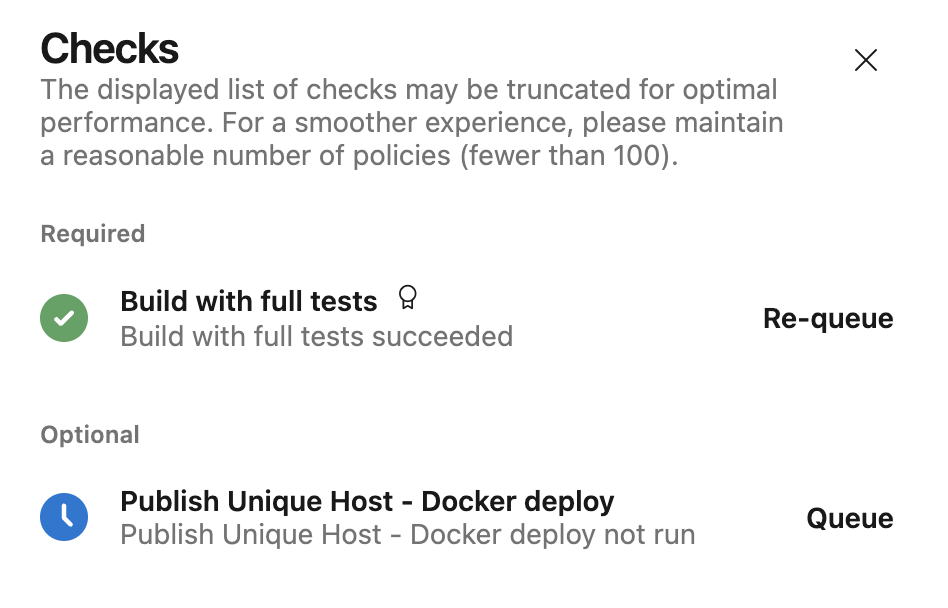 Checks
The displayed list of checks may be truncated for optimal
performance. For a smoother experience, please maintain
a reasonable number of policies (fewer than 100).
Required
Build with full tests
Build with full tests succeeded
Re-queue
Optional
Publish Unique Host - Docker deploy
Publish Unique Host - Docker deploy not run
Queue